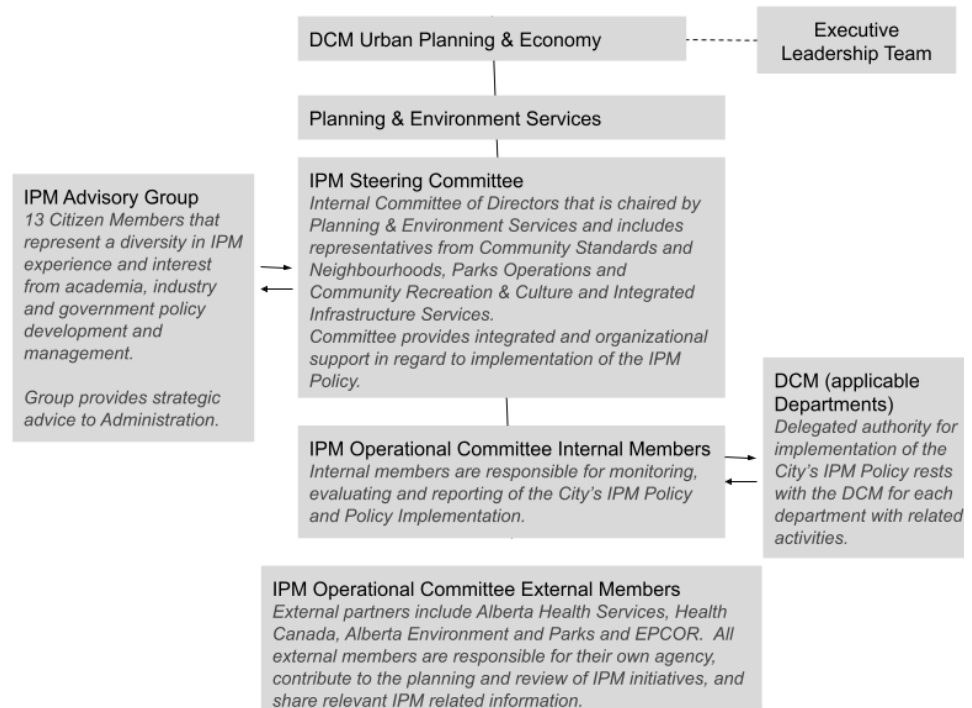 DCM Urban Planning & Economy
Executive
Leadership Team
Planning & Environment Services
IPM Advisory Group
13 Citizen Members that
represent a diversity in IPM
experience and interest
from academia, industry
and government policy
development and
management.
Group provides strategic
advice to Administration.
IPM Steering Committee
Internal Committee of Directors that is chaired by
Planning & Environment Services and includes
representatives from Community Standards and
Neighbourhoods, Parks Operations and
Community Recreation & Culture and Integrated
Infrastructure Services.
Committee provides integrated and organizational
support in regard to implementation of the IPM
Policy.
IPM Operational Committee Internal Members
Internal members are responsible for monitoring,
evaluating and reporting of the City's IPM Policy
and Policy Implementation.
DCM (applicable
Departments)
Delegated authority for
implementation of the
City's IPM Policy rests
with the DCM for each
department with related
activities.
IPM Operational Committee External Members
External partners include Alberta Health Services, Health
Canada, Alberta Environment and Parks and EPCOR.  All
external members are responsible for their own agency,
contribute to the planning and review of IPM initiatives, and
share relevant IPM related information.